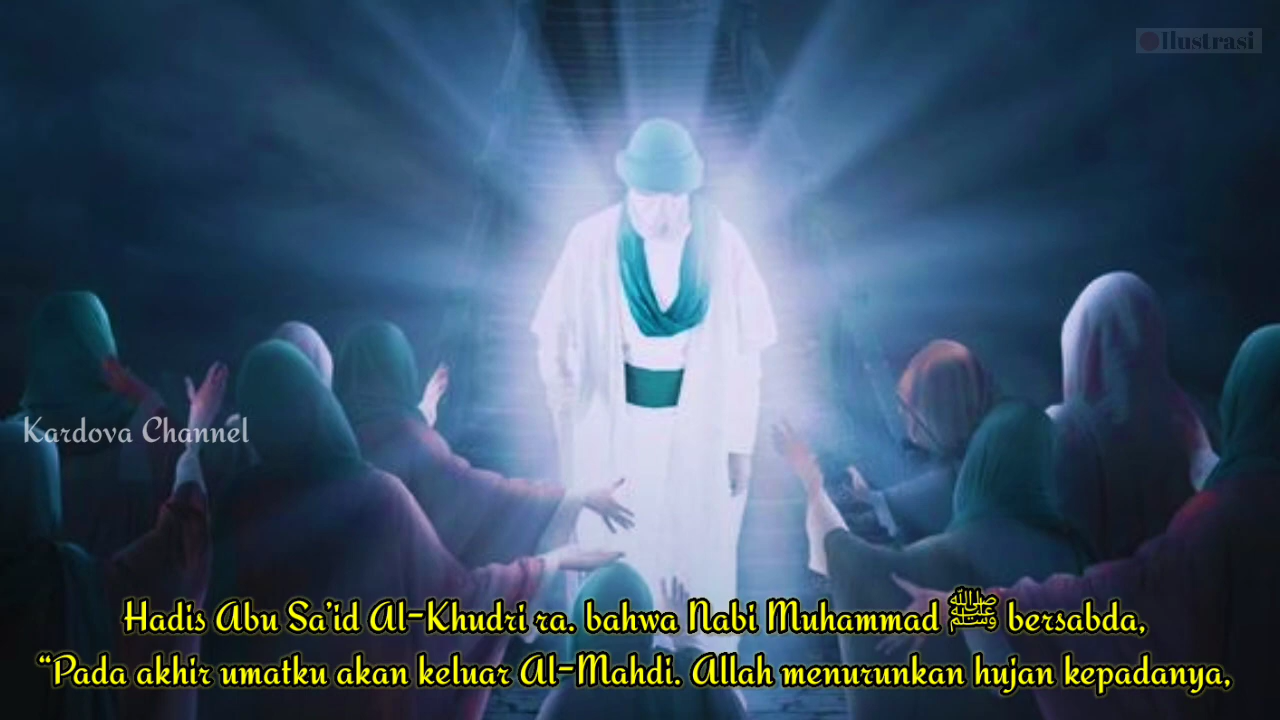 Ilustrasi
Kardova Channel
Hadis Abu Sa'id Al-Khudri ra. bahwa Nabi Muhammad ﷺ bersabda,
“Pada akhir umatku akan keluar Al-Mahdi. Allah menurunkan hujan kepadanya,